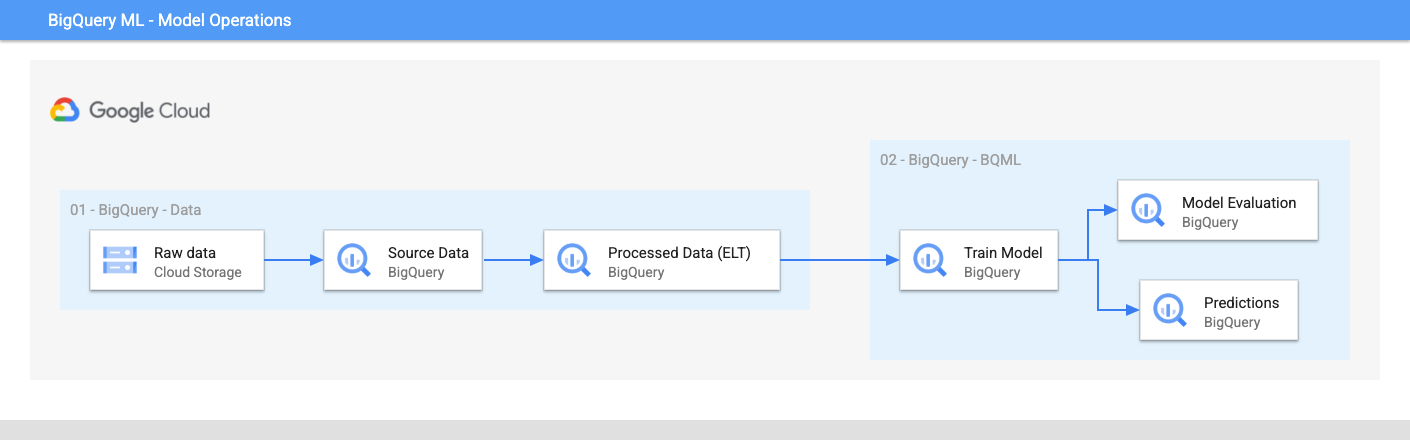 BigQuery ML - Model Operations
Google Cloud
01 - BigQuery - Data
Raw data
Cloud Storage
Source Data
BigQuery
Processed Data (ELT)
BigQuery
02 - BigQuery - BQML
Train Model
BigQuery
Model Evaluation
BigQuery
Predictions
BigQuery